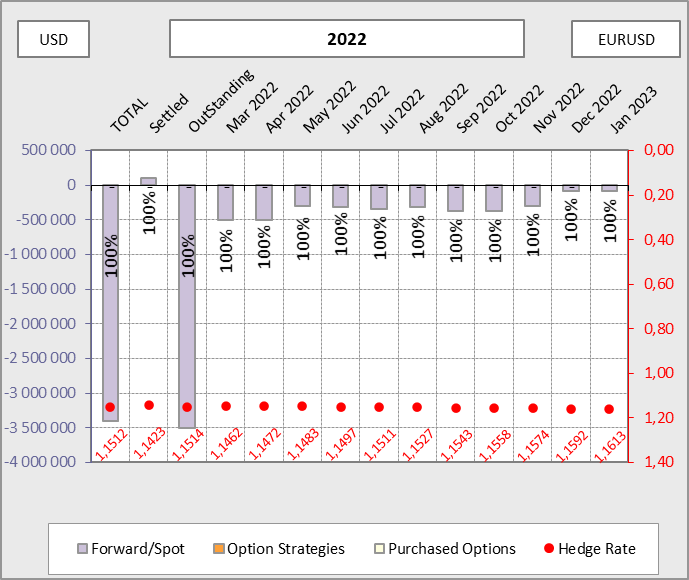 USD
2022
EURUSD
TOTAL
Settled
OutStanding
Mar 2022
Apr 2022
May 2022
Jun 2022
Jul 2022
Aug 2022
Sep 2022
Oct 2022
Nov 2022
Dec 2022
Jan 2023
500 000
0
-500 000
-1 000 000
-1 500 000
-2 000 000
-2 500 000
-3 000 000
-3 500 000
-4 000 000
100%
100%
100%
100%
100%
100%
100%
100%
100%
100%
100%
100%
100%
100%
0,00
0,20
0,40
0,60
0,80
1,00
1,20
1,40
1,1512
1,1423
1,1514
1,1462
1,1472
1,1483
1,1497
1,1511
1,1527
1,1543
1,1558
1,1574
1,1592
1,1613
Forward/Spot
Option Strategies
Purchased Options
Hedge Rate